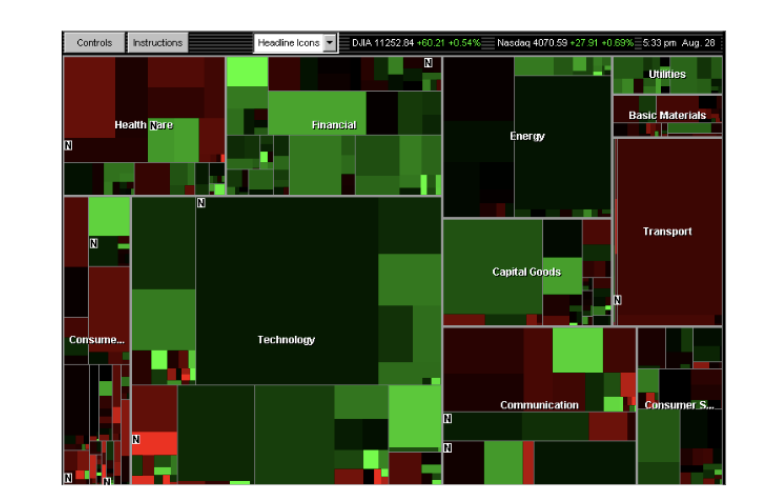 Controls Instructions Headline Icons DJIA 11252.84 +60.21 +0.54% Nasdaq 4070.59 +27.91 +0.69% 5:33 pm Aug. 28
N
Utilities
Basic Materials
Health Care
N
Financial
Energy
N
N
Transport
N
Capital Goods
N
Consume...
Technology
Communication
Consumer S...
N
N
N
N
N